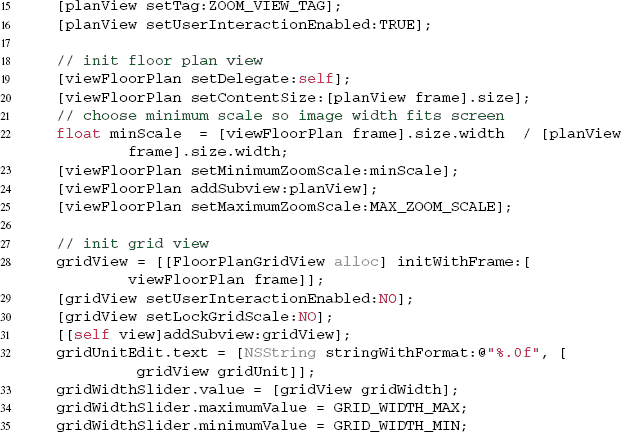 15 [planView setTag:ZOOM_VIEW_TAG];
16 [planView setUserInteractionEnabled:TRUE];
17
18 // init floor plan view
19 [viewFloorPlan setDelegate:self];
20 [viewFloorPlan setContentSize:[planView frame].size];
21 // choose minimum scale so image width fits screen
22 float minScale  = [viewFloorPlan frame].size.width  / [planView
frame].size.width;
23 [viewFloorPlan setMinimumZoomScale:minScale];
24 [viewFloorPlan addSubview:planView];
25 [viewFloorPlan setMaximumZoomScale:MAX_ZOOM_SCALE];
26
27 // init grid view
28 gridView = [[FloorPlanGridView alloc] initWithFrame:[
viewFloorPlan frame]];
29 [gridView setUserInteractionEnabled:NO];
30 [gridView setLockGridScale:NO];
31 [[self view]addSubview:gridView];
32 gridUnitEdit.text = [NSString stringWithFormat:@"%.0f", [
gridView gridUnit]];
33 gridWidthSlider.value = [gridView gridWidth];
34 gridWidthSlider.maximumValue = GRID_WIDTH_MAX;
35 gridWidthSlider.minimumValue = GRID_WIDTH_MIN;